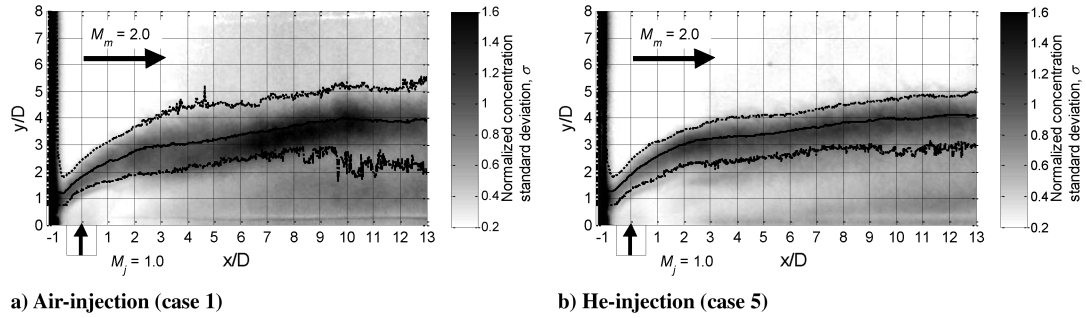 8
7
6
5
4
3
2
1
0
y/D
M_m = 2.0
-1 1 2 3 4 5 6 7 8 9 10 11 12 13
M_j = 1.0
x/D
1.6
1.4
1.2
1
0.8
0.6
0.4
0.2
Normalized concentration
standard deviation, σ
a) Air-injection (case 1)
8
7
6
5
4
3
2
1
0
y/D
M_m = 2.0
-1 1 2 3 4 5 6 7 8 9 10 11 12 13
M_j = 1.0
x/D
1.6
1.4
1.2
1
0.8
0.6
0.4
0.2
Normalized concentration
standard deviation, σ
b) He-injection (case 5)